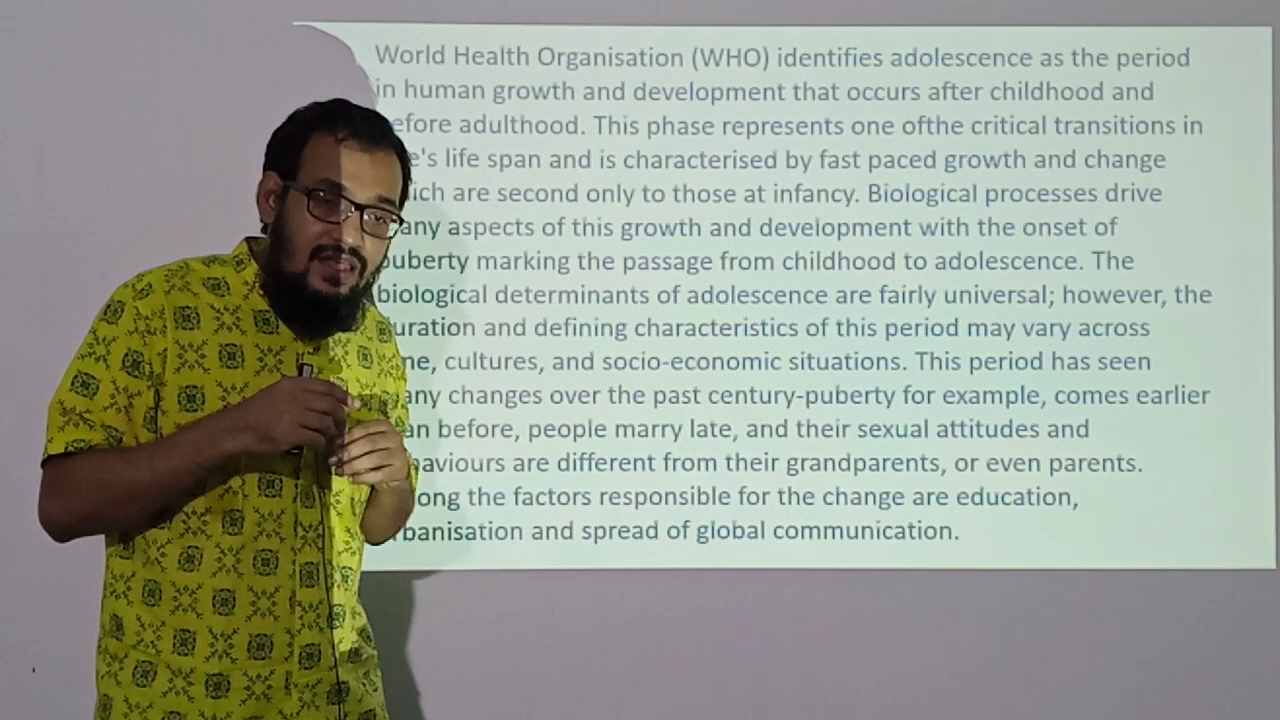 World Health Organisation (WHO) identifies adolescence as the period
in human growth and development that occurs after childhood and
efore adulthood. This phase represents one ofthe critical transitions in
e's life span and is characterised by fast paced growth and change
ich are second only to those at infancy. Biological processes drive
any aspects of this growth and development with the onset of
puberty marking the passage from childhood to adolescence. The
biological determinants of adolescence are fairly universal; however, the
uration and defining characteristics of this period may vary across
me, cultures, and socio-economic situations. This period has seen
any changes over the past century-puberty for example, comes earlier
an before, people marry late, and their sexual attitudes and
haviours are different from their grandparents, or even parents.
ong the factors responsible for the change are education,
rbanisation and spread of global communication.